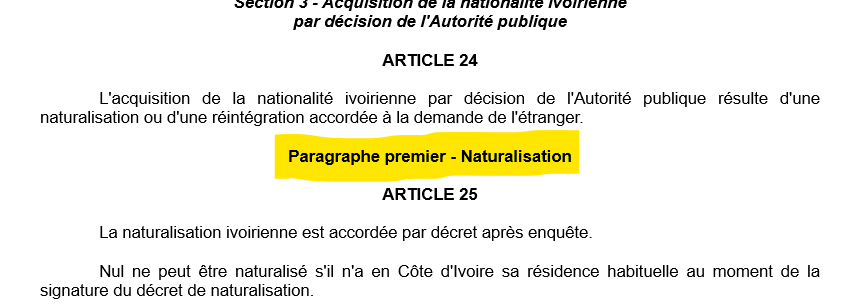 Section 3 - Acquisition de la nationalité ivoirienne
par décision de l'Autorité publique
ARTICLE 24
L'acquisition de la nationalité ivoirienne par décision de l'Autorité publique résulte d'une
naturalisation ou d'une réintégration accordée à la demande de l'étranger.
Paragraphe premier - Naturalisation
ARTICLE 25
La naturalisation ivoirienne est accordée par décret après enquête.
Nul ne peut être naturalisé s'il n'a en Côte d'Ivoire sa résidence habituelle au moment de la
signature du décret de naturalisation.